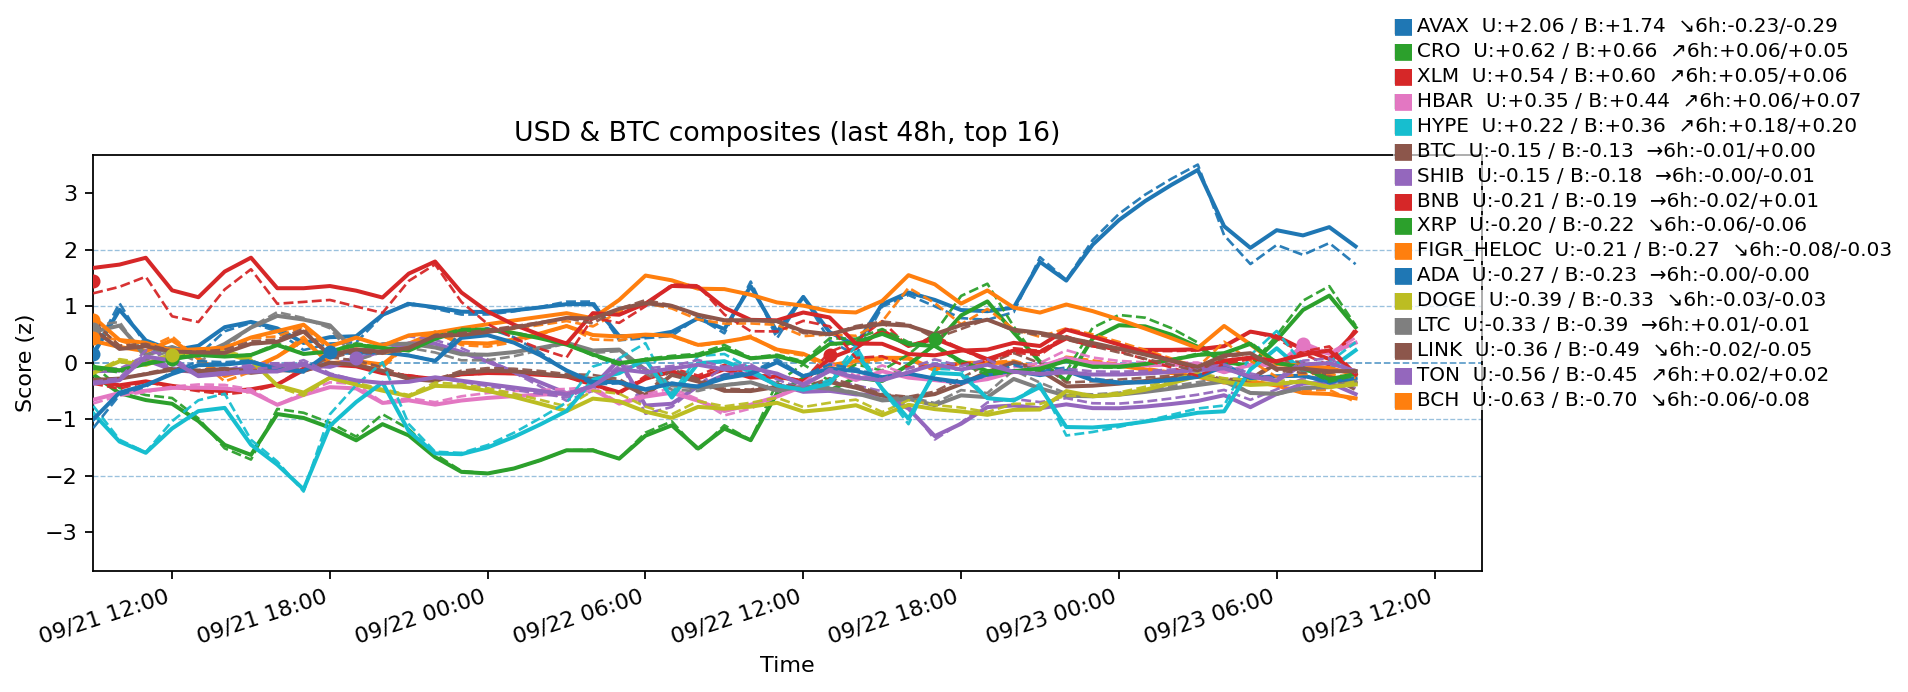 AVAX  U:+2.06 / B:+1.74  ↘6h:-0.23/-0.29
CRO  U:+0.62 / B:+0.66  ↗6h:+0.06/+0.05
XLM  U:+0.54 / B:+0.60  ↗6h:+0.05/+0.06
HBAR  U:+0.35 / B:+0.44  ↗6h:+0.06/+0.07
HYPE  U:+0.22 / B:+0.36  ↗6h:+0.18/+0.20
BTC  U:-0.15 / B:-0.13  →6h:-0.01/+0.00
SHIB  U:-0.15 / B:-0.18  →6h:-0.00/-0.01
BNB  U:-0.21 / B:-0.19  →6h:-0.02/+0.01
XRP  U:-0.20 / B:-0.22  ↘6h:-0.06/-0.06
FIGR_HELOC  U:-0.21 / B:-0.27  ↘6h:-0.08/-0.03
ADA  U:-0.27 / B:-0.23  →6h:-0.00/-0.00
DOGE  U:-0.39 / B:-0.33  ↘6h:-0.03/-0.03
LTC  U:-0.33 / B:-0.39  →6h:+0.01/-0.01
LINK  U:-0.36 / B:-0.49  ↘6h:-0.02/-0.05
TON  U:-0.56 / B:-0.45  ↗6h:+0.02/+0.02
BCH  U:-0.63 / B:-0.70  ↘6h:-0.06/-0.08
USD & BTC composites (last 48h, top 16)
Score (z)
3
2
1
0
−1
−2
−3
09/21 12:00
09/21 18:00
09/22 00:00
09/22 06:00
09/22 12:00
09/22 18:00
09/23 00:00
09/23 06:00
09/23 12:00
Time